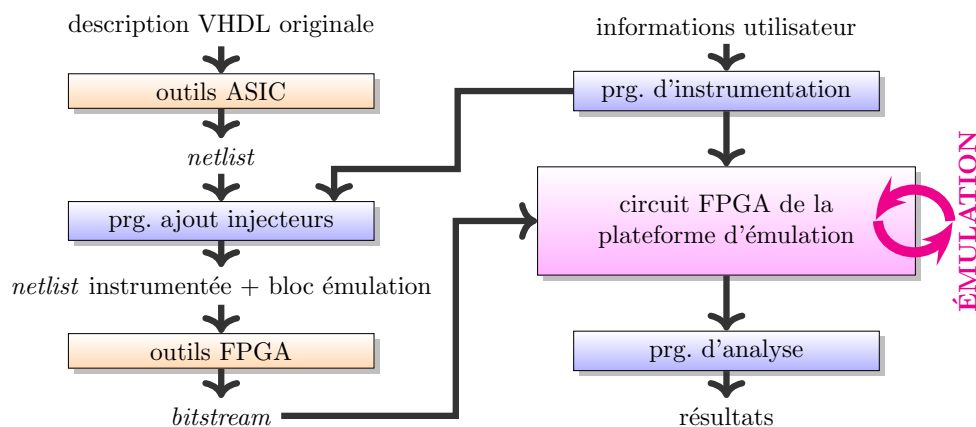 description VHDL originale
outils ASIC
netlist
prg. ajout injecteurs
netlist instrumentée + bloc émulation
outils FPGA
bitstream
informations utilisateur
prg. d'instrumentation
circuit FPGA de la
plateforme d'émulation
ÉMULATION
prg. d'analyse
résultats